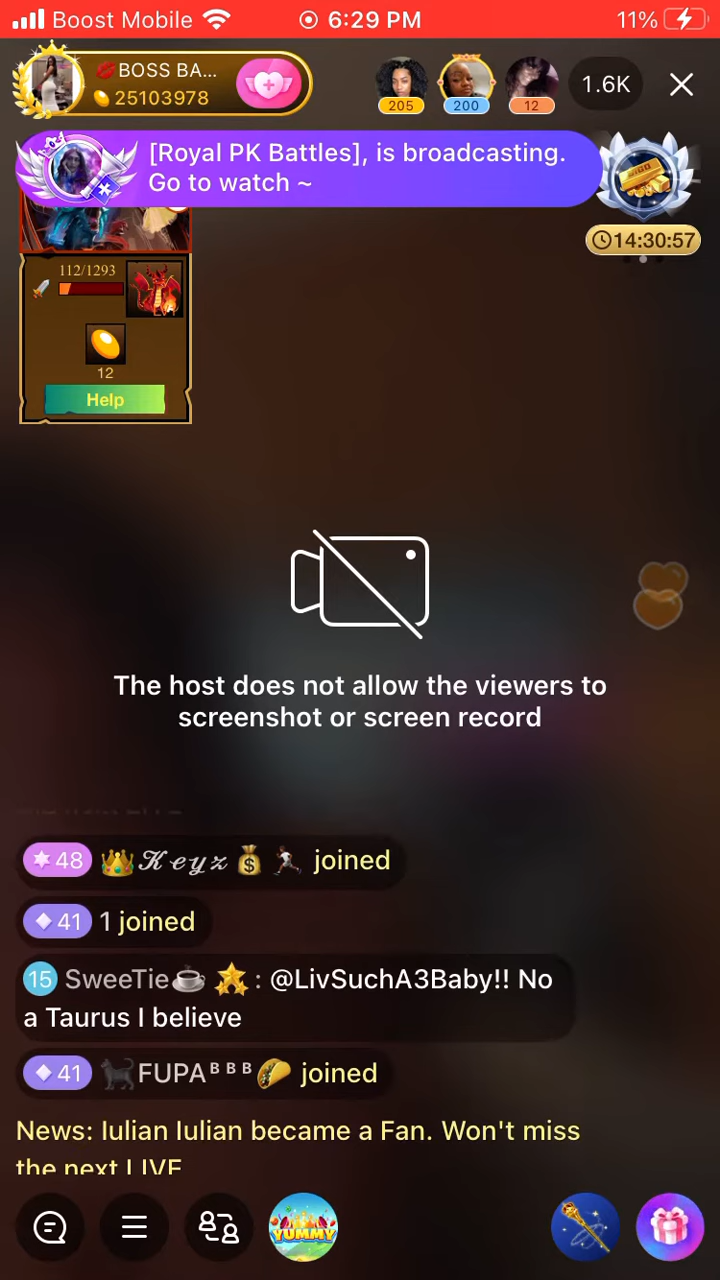 Boost Mobile 6:29 PM 11%
💋BOSS BA...
25103978
205 200 12 1.6K
[Royal PK Battles], is broadcasting.
Go to watch ~
14:30:57
112/1293
12
Help
The host does not allow the viewers to
screenshot or screen record
48 👑𝒦𝑒𝓎𝓏💰🏃🏿 joined
41 1 joined
15 SweeTie☕⭐: @LivSuchA3Baby!! No
a Taurus I believe
41 🐈‍⬛FUPAᴮᴮᴮ🌮 joined
News: Iulian Iulian became a Fan. Won't miss
the next LIVE
YUMMY